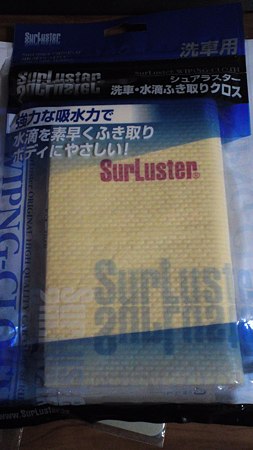 SurLuster
洗車用
SurLuster
シュアラスター
洗車・水滴ふき取りクロス
強力な吸水力で
水滴を素早くふき取り
ボディにやさしい!
SurLuster®
SurLuster